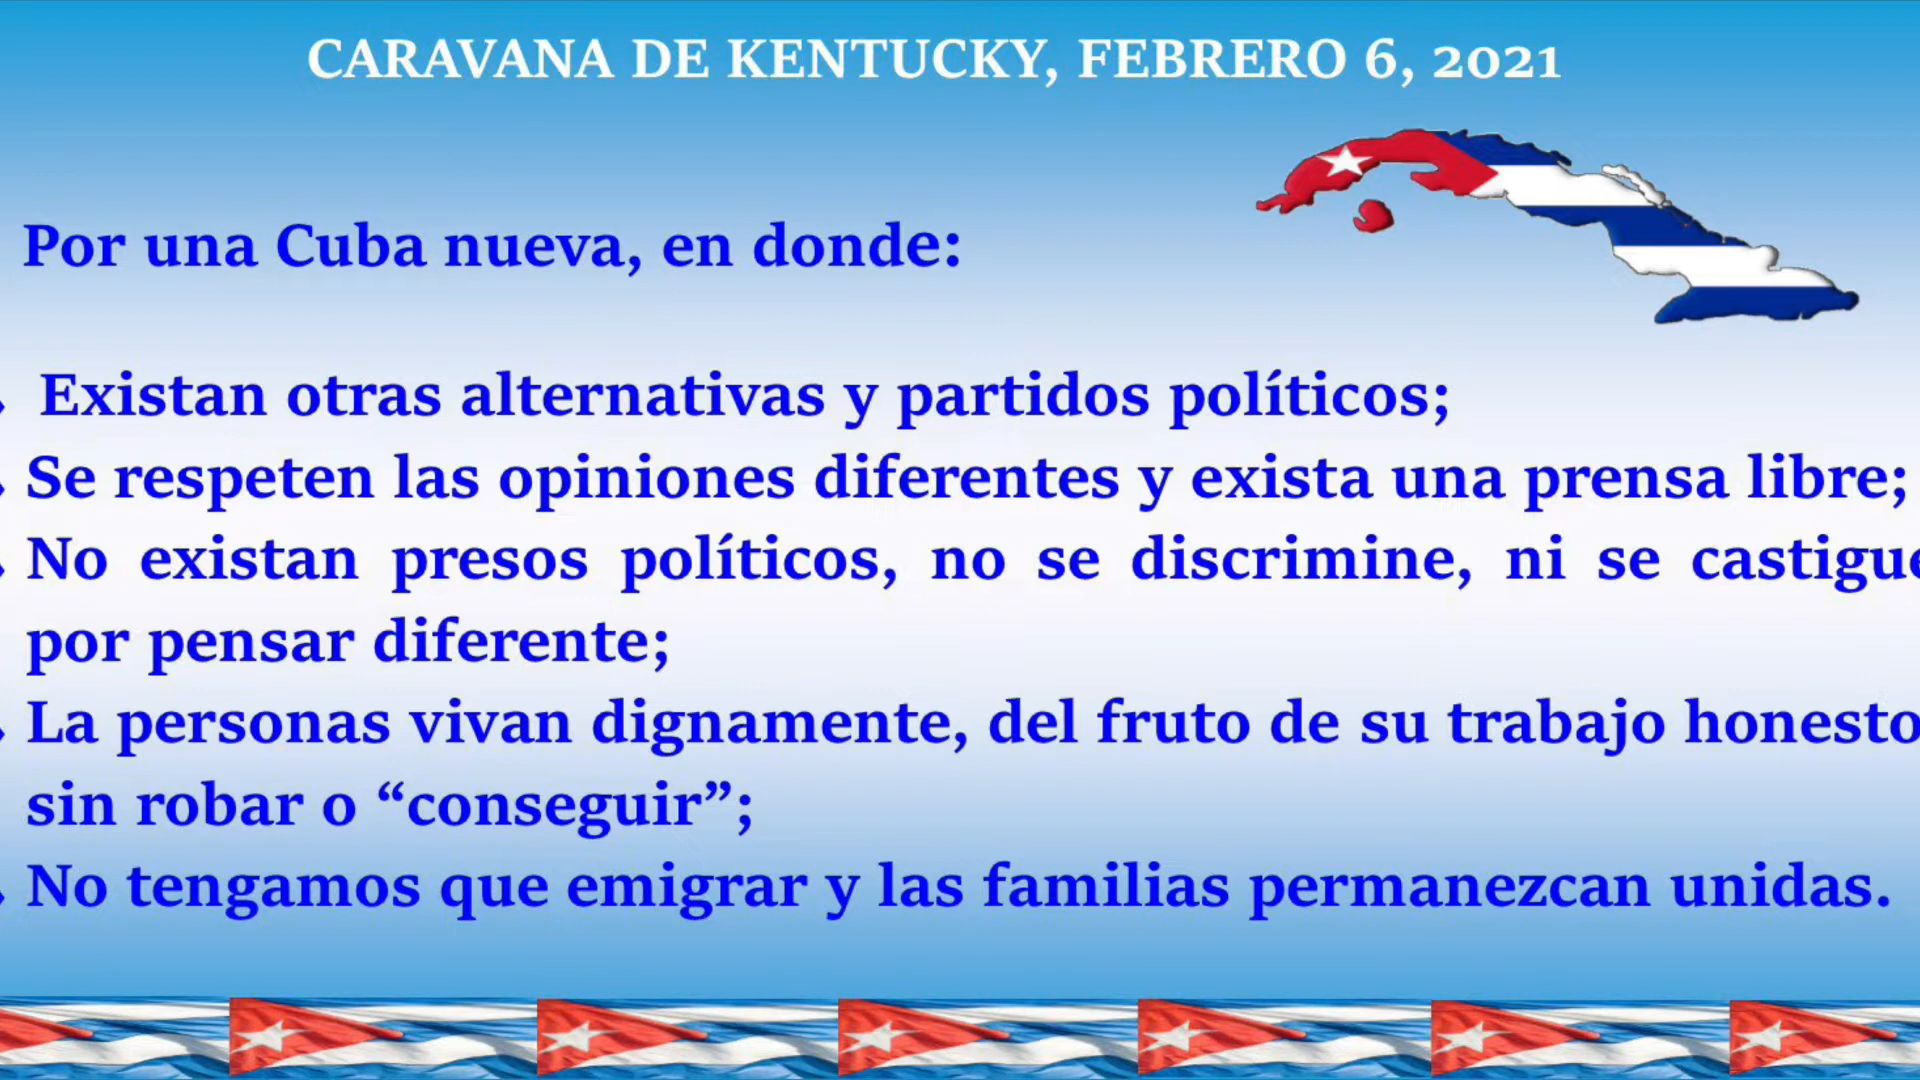 CARAVANA DE KENTUCKY, FEBRERO 6, 2021
Por una Cuba nueva, en donde:
Existan otras alternativas y partidos políticos;
Se respeten las opiniones diferentes y exista una prensa libre;
No existan presos políticos, no se discrimine, ni se castigue
por pensar diferente;
La personas vivan dignamente, del fruto de su trabajo honesto
sin robar o “conseguir”;
No tengamos que emigrar y las familias permanezcan unidas.